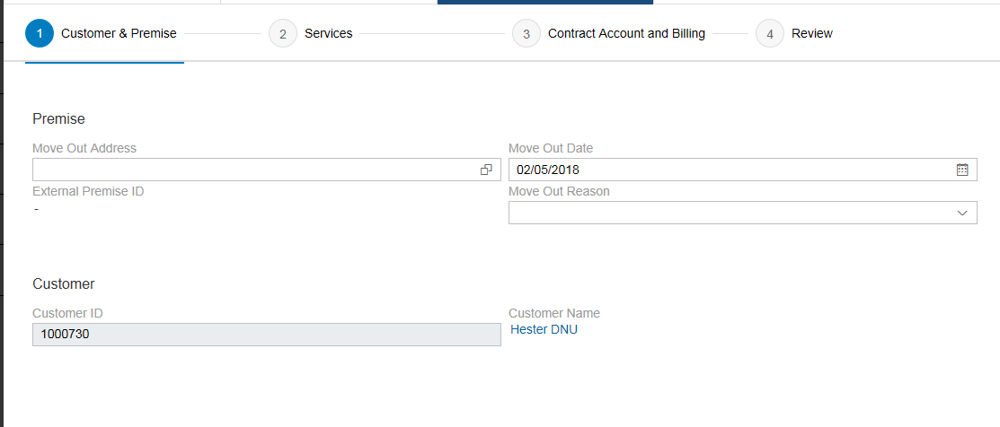 1 Customer & Premise 2 Services 3 Contract Account and Billing 4 Review
Premise
Move Out Address Move Out Date
02/05/2018
External Premise ID Move Out Reason
-
Customer
Customer ID Customer Name
1000730 Hester DNU